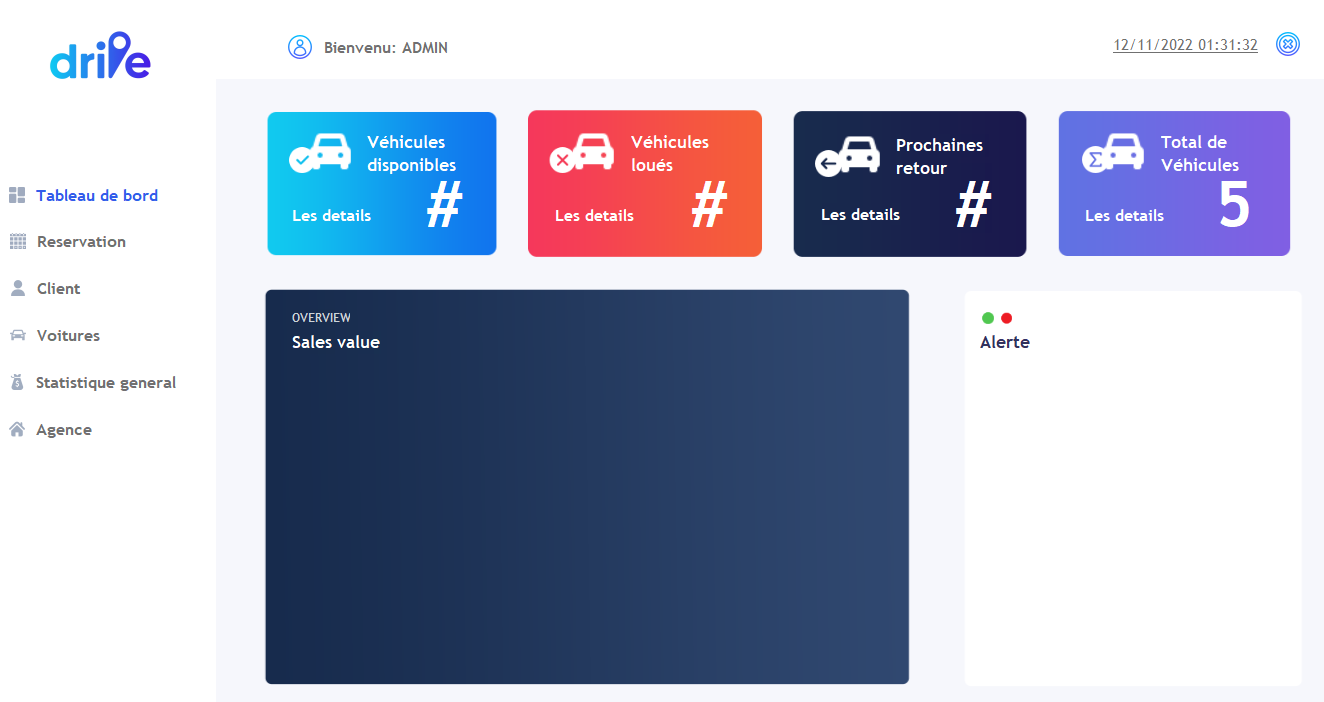 drive
Bienvenu: ADMIN
12/11/2022 01:31:32
Tableau de bord
Reservation
Client
Voitures
Statistique general
Agence
Véhicules
disponibles
#
Les details
Véhicules
loués
#
Les details
Prochaines
retour
#
Les details
Total de
Véhicules
5
Les details
OVERVIEW
Sales value
Alerte